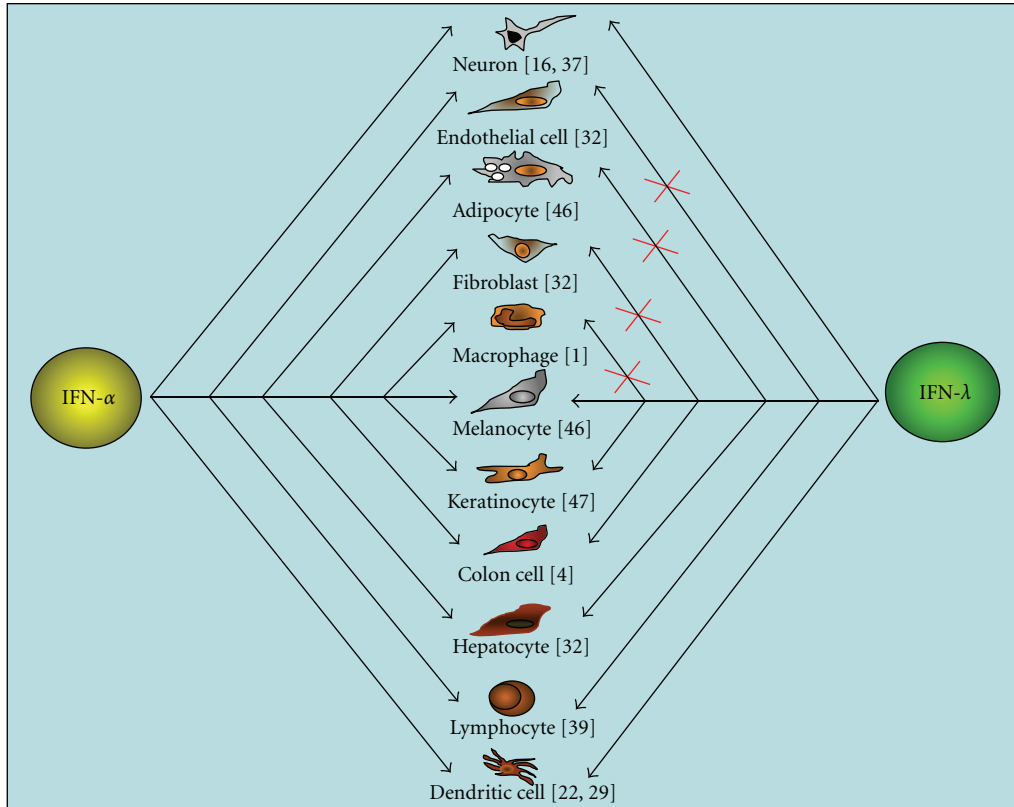 Neuron [16, 37]
Endothelial cell [32]
Adipocyte [46]
Fibroblast [32]
Macrophage [1]
IFN-α
IFN-λ
Melanocyte [46]
Keratinocyte [47]
Colon cell [4]
Hepatocyte [32]
Lymphocyte [39]
Dendritic cell [22, 29]